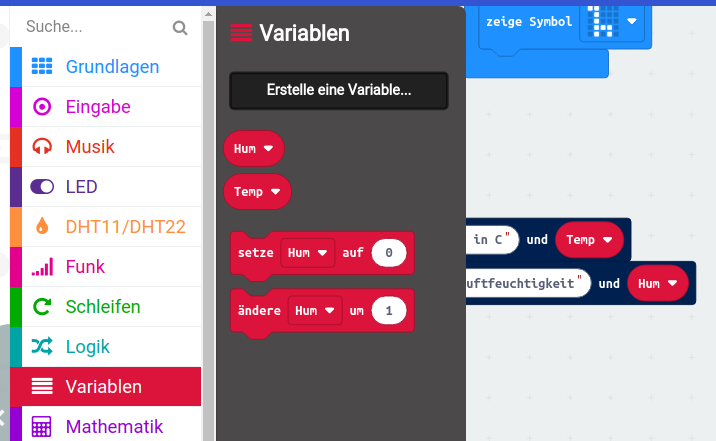 Suche...
Grundlagen
Eingabe
Musik
LED
DHT11/DHT22
Funk
Schleifen
Logik
Variablen
Mathematik
Variablen
Erstelle eine Variable...
Hum
Temp
setze Hum auf 0
ändere Hum um 1
zeige Symbol
in C" und Temp
uftfeuchtigkeit" und Hum